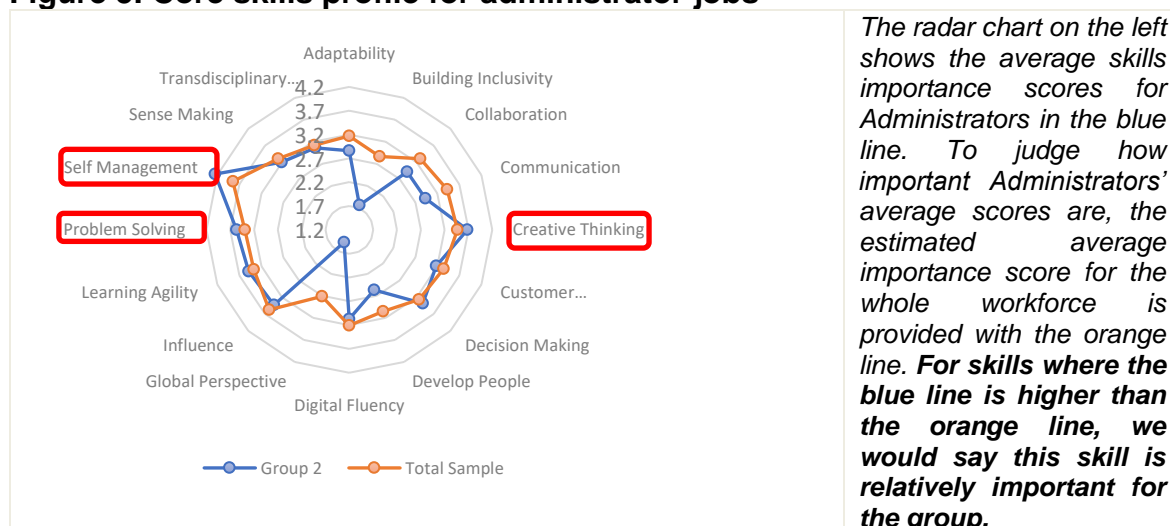 Core skills profile for administrator jobs
Adaptability
Transdisciplinary...
Building Inclusivity
Sense Making
Collaboration
Self Management
Communication
Problem Solving
Creative Thinking
Learning Agility
Customer...
Influence
Decision Making
Global Perspective
Develop People
Digital Fluency
4.2
3.7
3.2
2.7
2.2
1.7
1.2
Group 2
Total Sample
The radar chart on the left
shows the average skills
importance scores for
Administrators in the blue
line. To judge how
important Administrators’
average scores are, the
estimated average
importance score for the
whole workforce is
provided with the orange
line. For skills where the
blue line is higher than
the orange line, we
would say this skill is
relatively important for
the group.